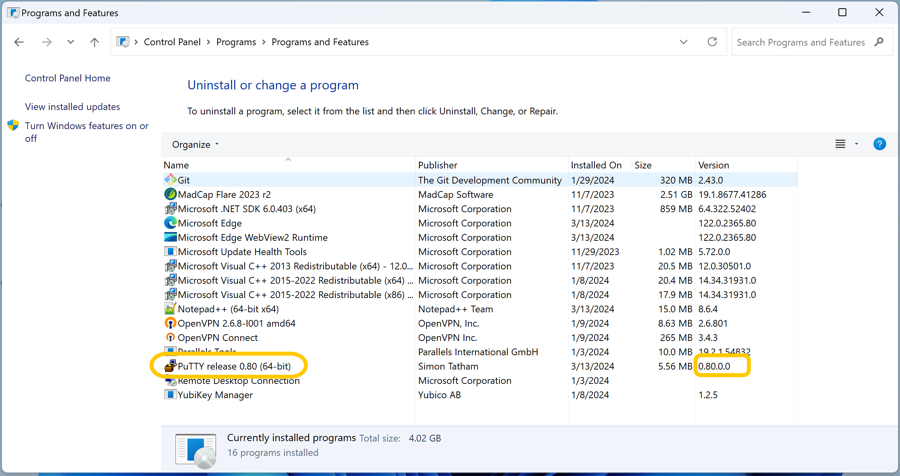 Programs and Features
Control Panel > Programs > Programs and Features
Search Programs and Features
Control Panel Home
View installed updates
Turn Windows features on or
off
Uninstall or change a program
To uninstall a program, select it from the list and then click Uninstall, Change, or Repair.
Organize
Name Publisher Installed On Size Version
Git The Git Development Community 1/29/2024 320 MB 2.43.0
MadCap Flare 2023 r2 MadCap Software 11/7/2023 2.51 GB 19.1.8677.41286
Microsoft .NET SDK 6.0.403 (x64) Microsoft Corporation 11/7/2023 859 MB 6.4.322.52402
Microsoft Edge Microsoft Corporation 3/13/2024 122.0.2365.80
Microsoft Edge WebView2 Runtime Microsoft Corporation 3/13/2024 122.0.2365.80
Microsoft Update Health Tools Microsoft Corporation 11/29/2023 1.02 MB 5.72.0.0
Microsoft Visual C++ 2013 Redistributable (x64) - 12.0... Microsoft Corporation 11/7/2023 20.5 MB 12.0.30501.0
Microsoft Visual C++ 2015-2022 Redistributable (x64) ... Microsoft Corporation 1/8/2024 20.4 MB 14.34.31931.0
Microsoft Visual C++ 2015-2022 Redistributable (x86) ... Microsoft Corporation 1/8/2024 17.9 MB 14.34.31931.0
Notepad++ (64-bit x64) Notepad++ Team 3/13/2024 15.0 MB 8.6.4
OpenVPN 2.6.8-I001 amd64 OpenVPN, Inc. 1/9/2024 8.63 MB 2.6.801
OpenVPN Connect OpenVPN, Inc. 1/9/2024 265 MB 3.4.3
Parallels Tools Parallels International GmbH 1/3/2024 10.0 MB 19.2.1.54832
PuTTY release 0.80 (64-bit) Simon Tatham 3/13/2024 5.56 MB 0.80.0.0
Remote Desktop Connection Microsoft Corporation 1/3/2024
YubiKey Manager Yubico AB 1/8/2024 1.2.5
Currently installed programs Total size: 4.02 GB
16 programs installed